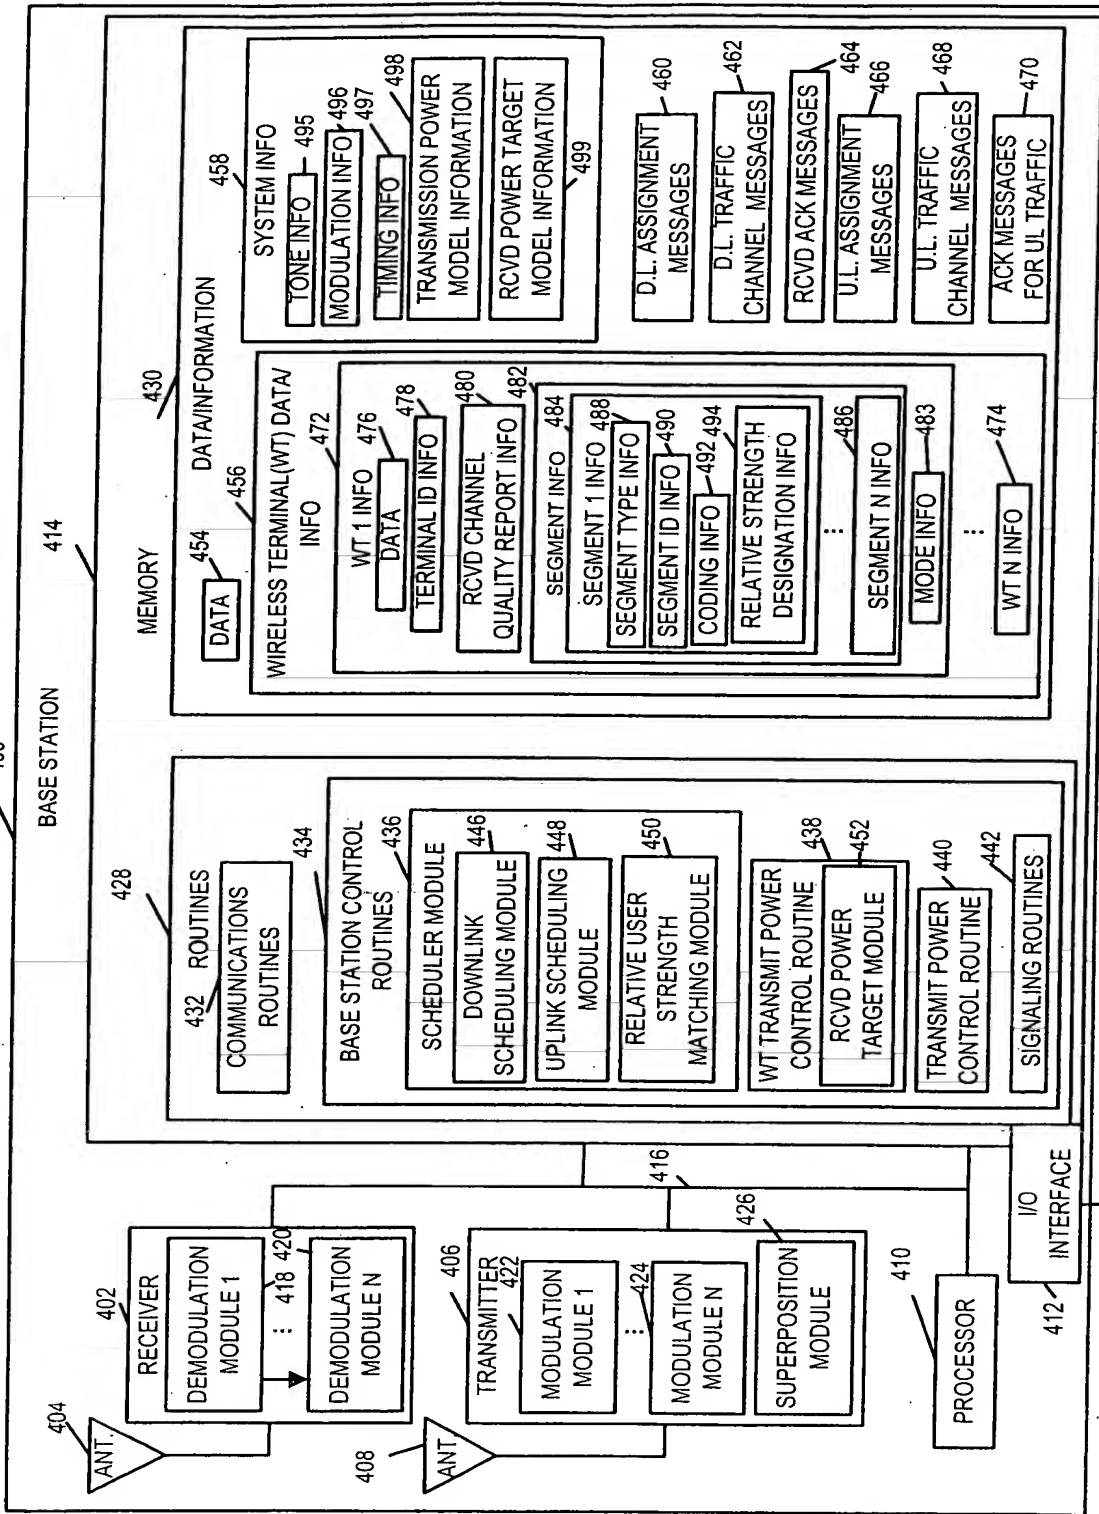 BASE STATION
404
ANT.
402
RECEIVER
DEMODULATION
MODULE 1
418
420
DEMODULATION
MODULE N
408
ANT
406
TRANSMITTER
422
MODULATION
MODULE 1
424
MODULATION
MODULE N
426
SUPERPOSITION
MODULE
410
PROCESSOR
412
I/O
INTERFACE
416
414
MEMORY
428
ROUTINES
432
COMMUNICATIONS
ROUTINES
434
BASE STATION CONTROL
ROUTINES
436
SCHEDULER MODULE
446
DOWNLINK
SCHEDULING MODULE
448
UPLINK SCHEDULING
MODULE
450
RELATIVE USER
STRENGTH
MATCHING MODULE
438
WT TRANSMIT POWER
CONTROL ROUTINE
452
RCVD POWER
TARGET MODULE
440
TRANSMIT POWER
CONTROL ROUTINE
442
SIGNALING ROUTINES
430
DATA/INFORMATION
454
DATA
456
WIRELESS TERMINAL(WT) DATA/
INFO
472
WT 1 INFO
476
DATA
478
TERMINAL ID INFO
480
RCVD CHANNEL
QUALITY REPORT INFO
482
SEGMENT INFO
484
SEGMENT 1 INFO
488
SEGMENT TYPE INFO
490
SEGMENT ID INFO
492
CODING INFO
494
RELATIVE STRENGTH
DESIGNATION INFO
486
SEGMENT N INFO
483
MODE INFO
474
WT N INFO
458
SYSTEM INFO
495
TONE INFO
496
MODULATION INFO
497
TIMING INFO
498
TRANSMISSION POWER
MODEL INFORMATION
RCVD POWER TARGET
MODEL INFORMATION
499
460
D.L. ASSIGNMENT
MESSAGES
462
D.L. TRAFFIC
CHANNEL MESSAGES
464
RCVD ACK MESSAGES
466
U.L. ASSIGNMENT
MESSAGES
468
U.L. TRAFFIC
CHANNEL MESSAGES
470
ACK MESSAGES
FOR UL TRAFFIC